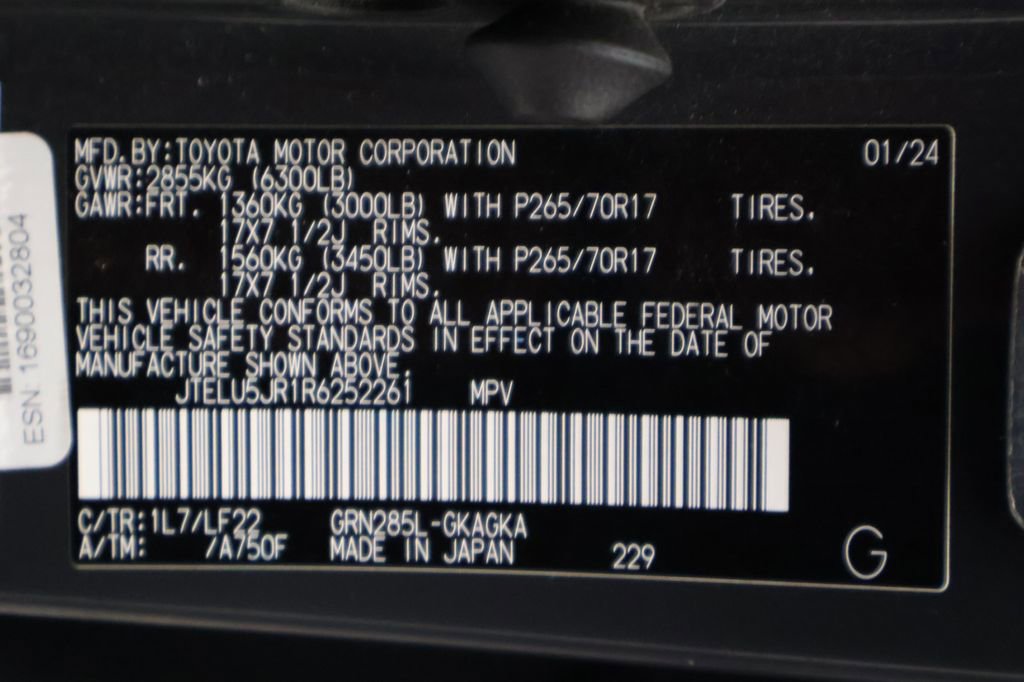 MFD.BY:TOYOTA MOTOR CORPORATION 01/24
GVWR:2855KG (6300LB)
GAWR:FRT. 1360KG (3000LB) WITH P265/70R17 TIRES.
17X7 1/2J RIMS.
RR. 1560KG (3450LB) WITH P265/70R17 TIRES.
17X7 1/2J RIMS.
THIS VEHICLE CONFORMS TO ALL APPLICABLE FEDERAL MOTOR
VEHICLE SAFETY STANDARDS IN EFFECT ON THE DATE OF
MANUFACTURE SHOWN ABOVE.
JTELU5JR1R6252261 MPV
C/TR:1L7/LF22 GRN285L-GKAGKA
A/TM: /A750F MADE IN JAPAN 229 G
ESN: 1690032804